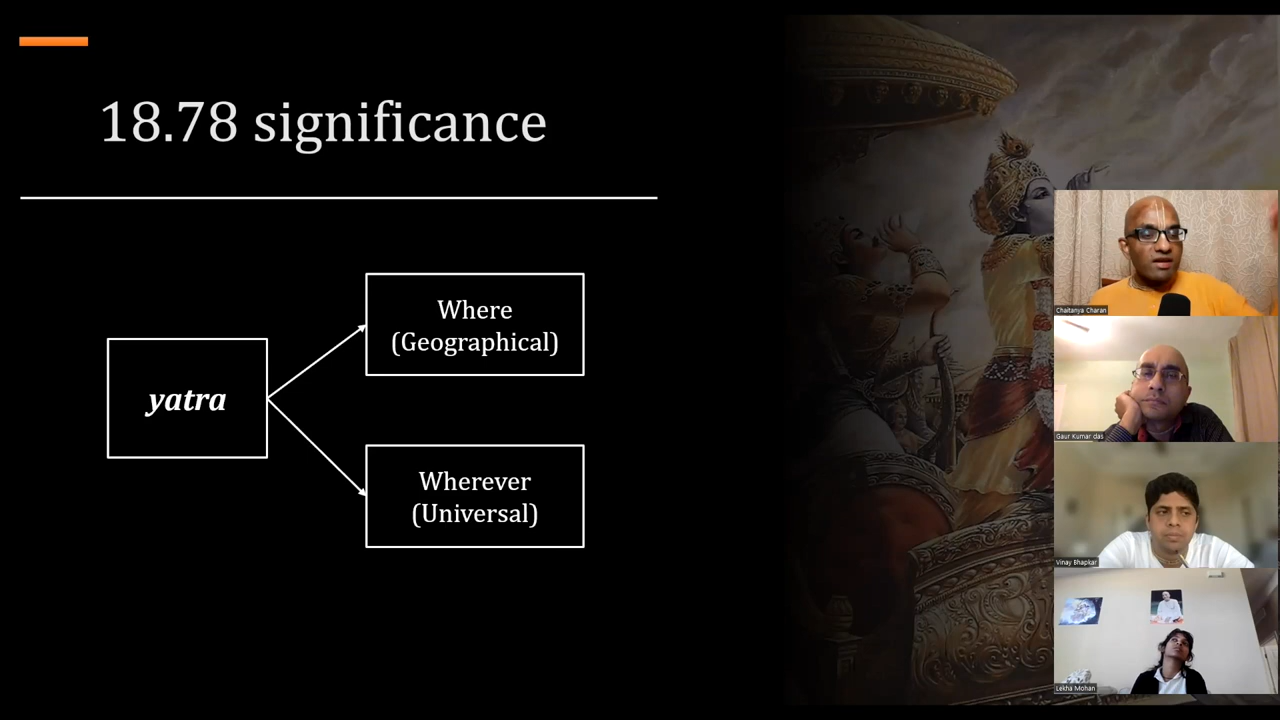 18.78 significance
yatra
Where
(Geographical)
Wherever
(Universal)
Chaitanya Charan
Gaur Kumar das
Vinay Bhapkar
Lekha Mohan